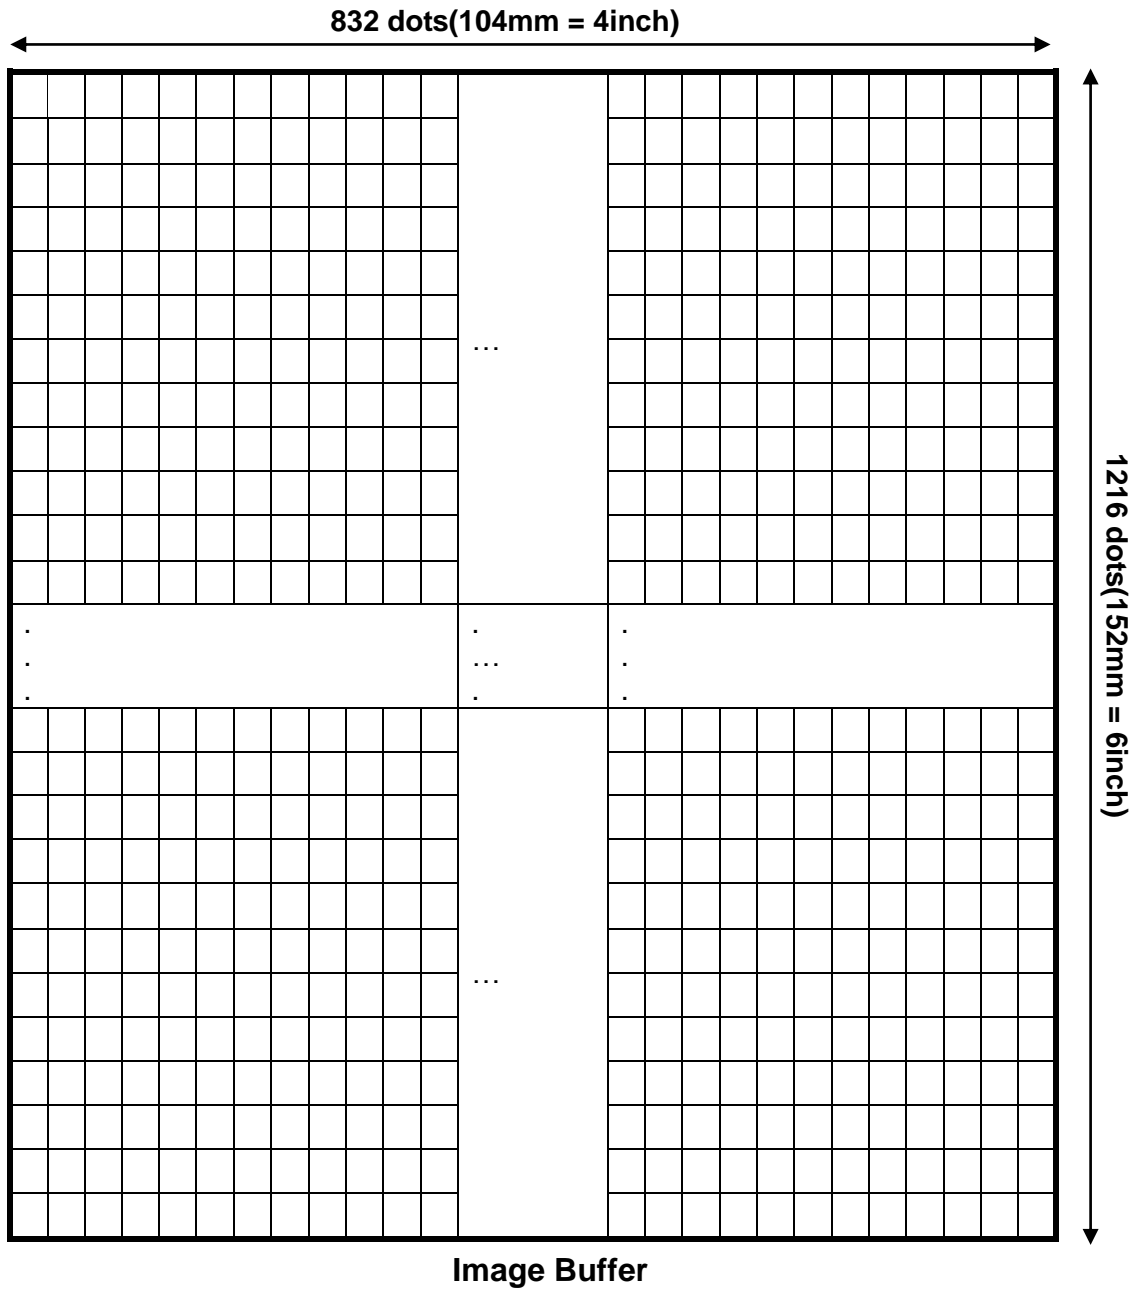 832 dots(104mm = 4inch)
...
. . .
. ... .
. . .
...
1216 dots(152mm = 6inch)
Image Buffer